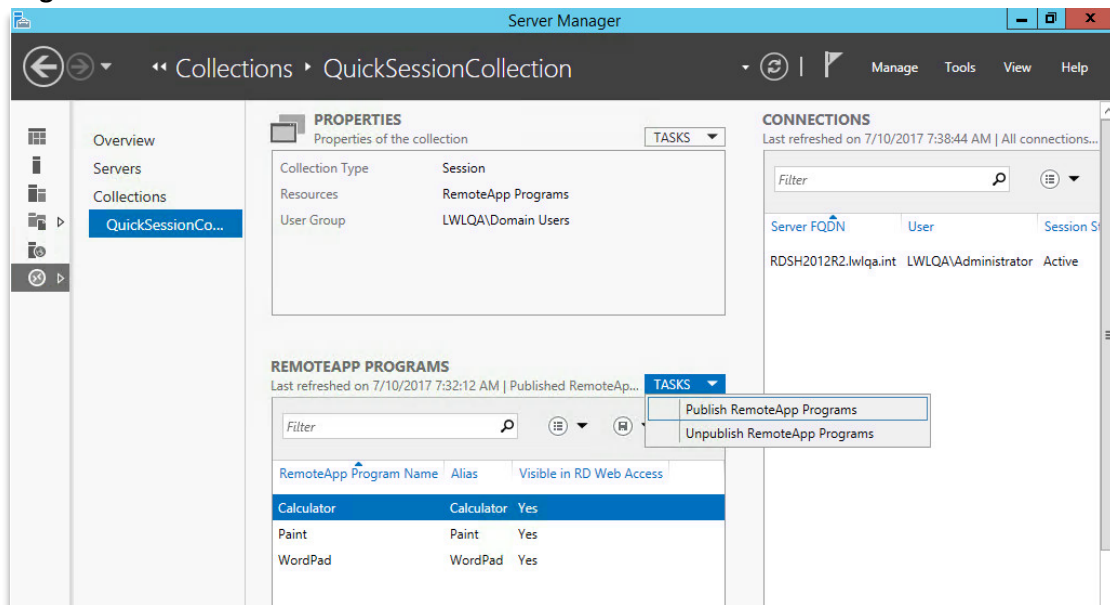 Server Manager
Collections
QuickSessionCollection
Manage
Tools
View
Help
Overview
Servers
Collections
QuickSessionCo...
PROPERTIES
Properties of the collection
TASKS
Collection Type
Session
Resources
RemoteApp Programs
User Group
LWLQA\Domain Users
REMOTEAPP PROGRAMS
Last refreshed on 7/10/2017 7:32:12 AM | Published RemoteAp...
TASKS
Publish RemoteApp Programs
Unpublish RemoteApp Programs
Filter
RemoteApp Program Name
Alias
Visible in RD Web Access
Calculator
Calculator
Yes
Paint
Paint
Yes
WordPad
WordPad
Yes
CONNECTIONS
Last refreshed on 7/10/2017 7:38:44 AM | All connections...
Filter
Server FQDN
User
Session
RDSH2012R2.lwlqa.int
LWLQA\Administrator
Active